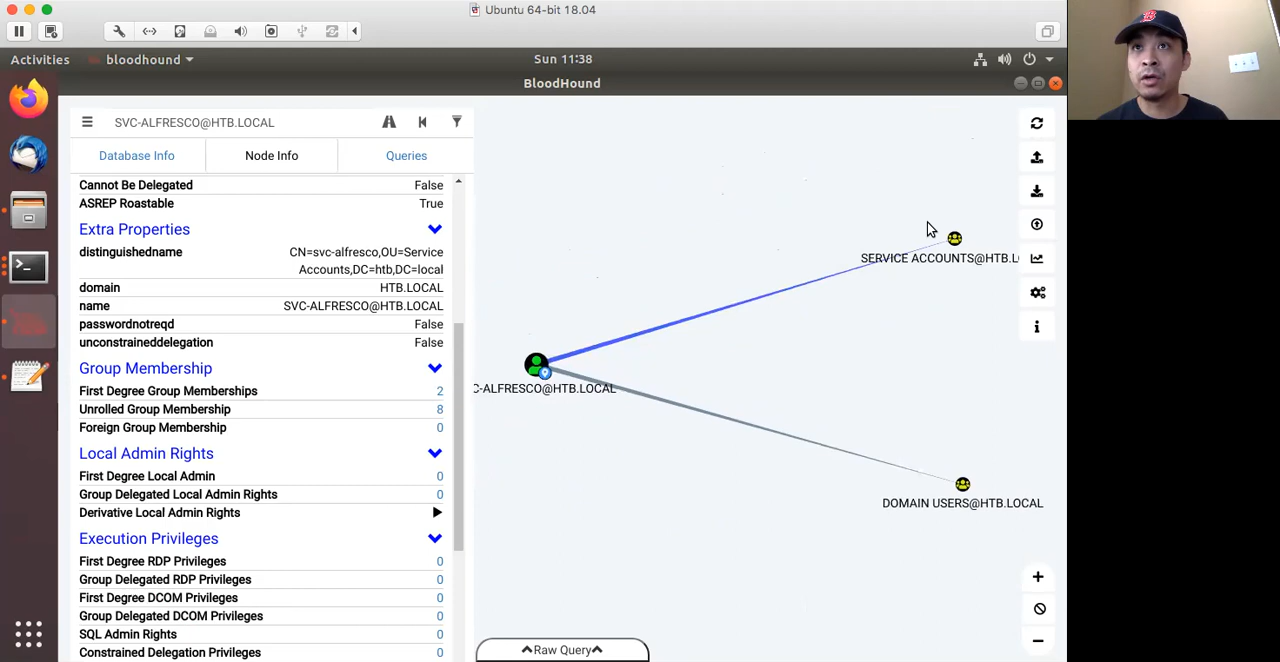 Ubuntu 64-bit 18.04
Activities
bloodhound
Sun 11:38
BloodHound
SVC-ALFRESCO@HTB.LOCAL
Database Info
Node Info
Queries
Cannot Be Delegated False
ASREP Roastable True
Extra Properties
distinguishedname CN=svc-alfresco,OU=Service
Accounts,DC=htb,DC=local
domain HTB.LOCAL
name SVC-ALFRESCO@HTB.LOCAL
passwordnotreqd False
unconstraineddelegation False
Group Membership
First Degree Group Memberships 2
Unrolled Group Membership 8
Foreign Group Membership 0
Local Admin Rights
First Degree Local Admin 0
Group Delegated Local Admin Rights 0
Derivative Local Admin Rights
Execution Privileges
First Degree RDP Privileges 0
Group Delegated RDP Privileges 0
First Degree DCOM Privileges 0
Group Delegated DCOM Privileges 0
SQL Admin Rights 0
Constrained Delegation Privileges 0
SERVICE ACCOUNTS@HTB.L
C-ALFRESCO@HTB.LOCAL
DOMAIN USERS@HTB.LOCAL
Raw Query
B